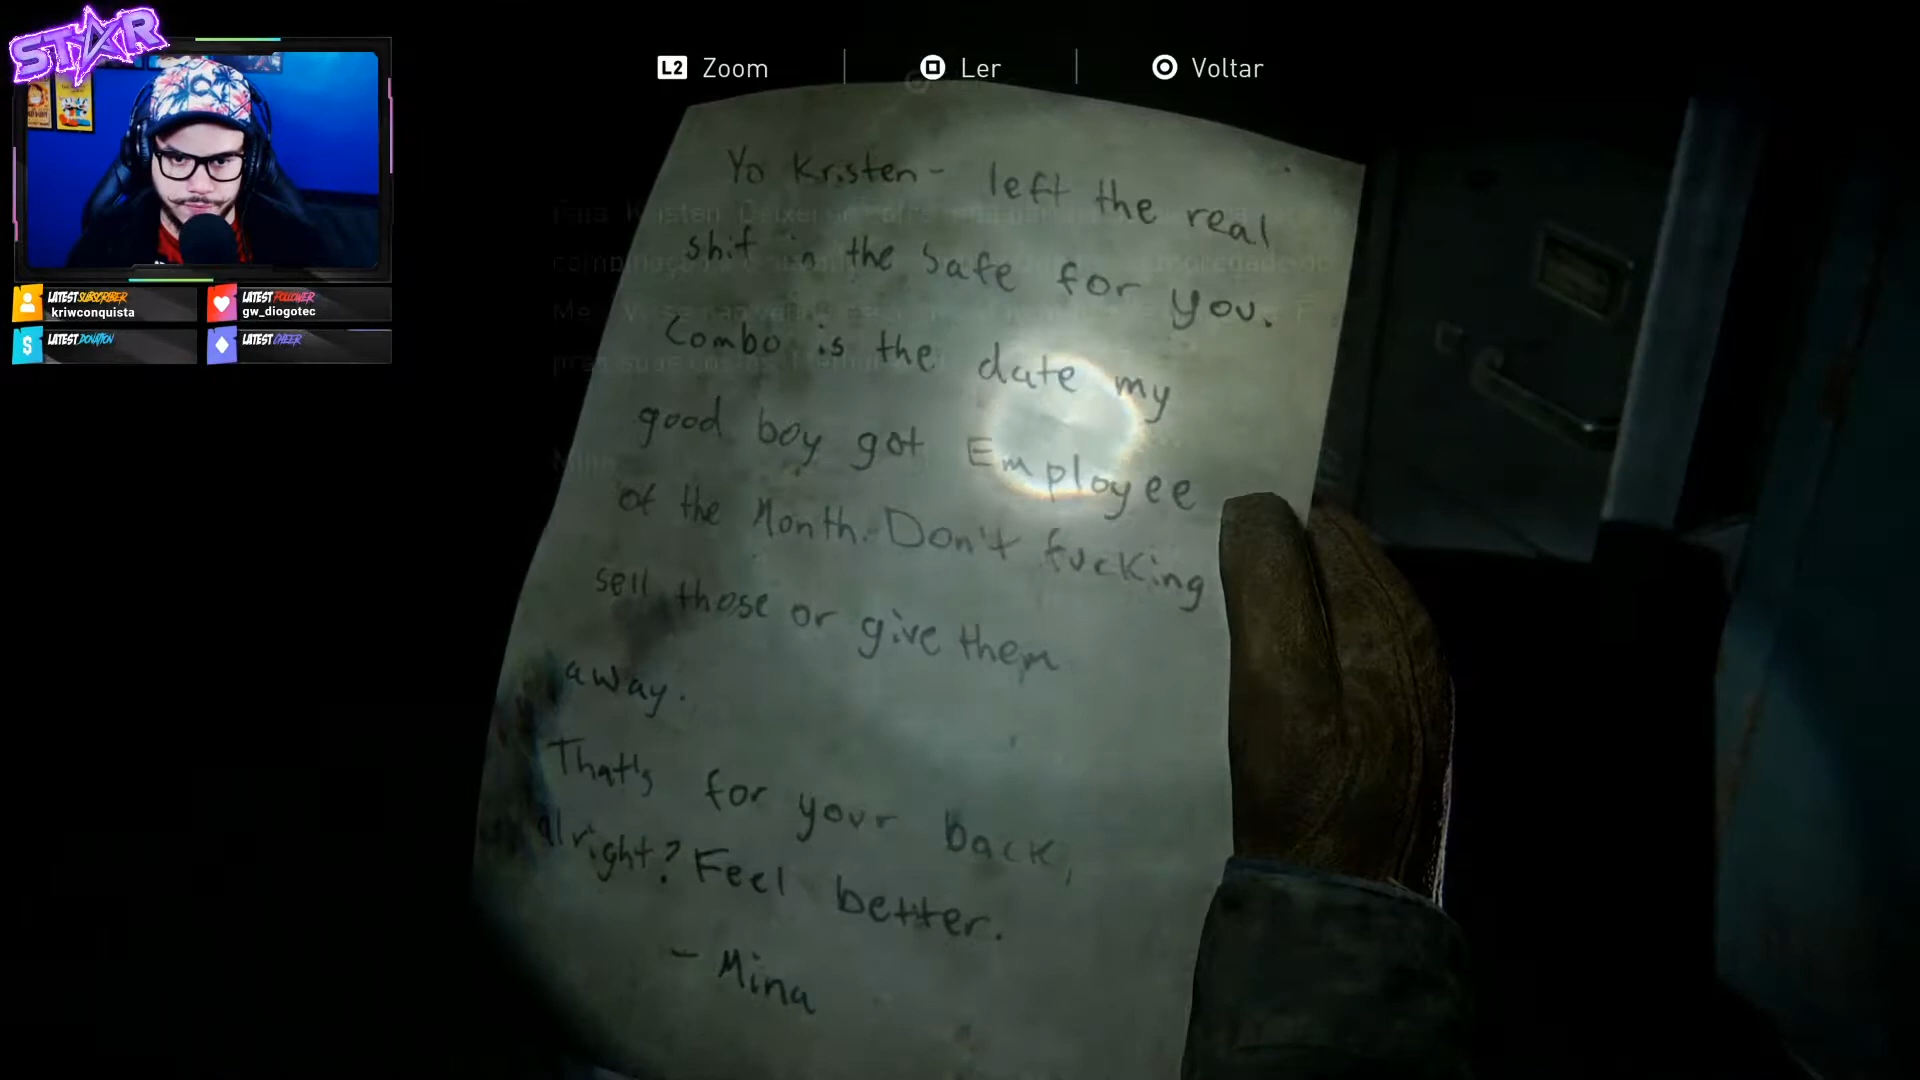 STAR
L2 Zoom
Ler
Voltar
LATEST SUBSCRIBER
kriwconquista
LATEST FOLLOWER
gw_diogotec
LATEST DONATION
LATEST CHEER
Yo Kristen - left the real
shit in the safe for you.
Combo is the date my
good boy got Employee
of the Month. Don't fucking
sell those or give them
away.
That's for your back,
alright? Feel better.
- Mina